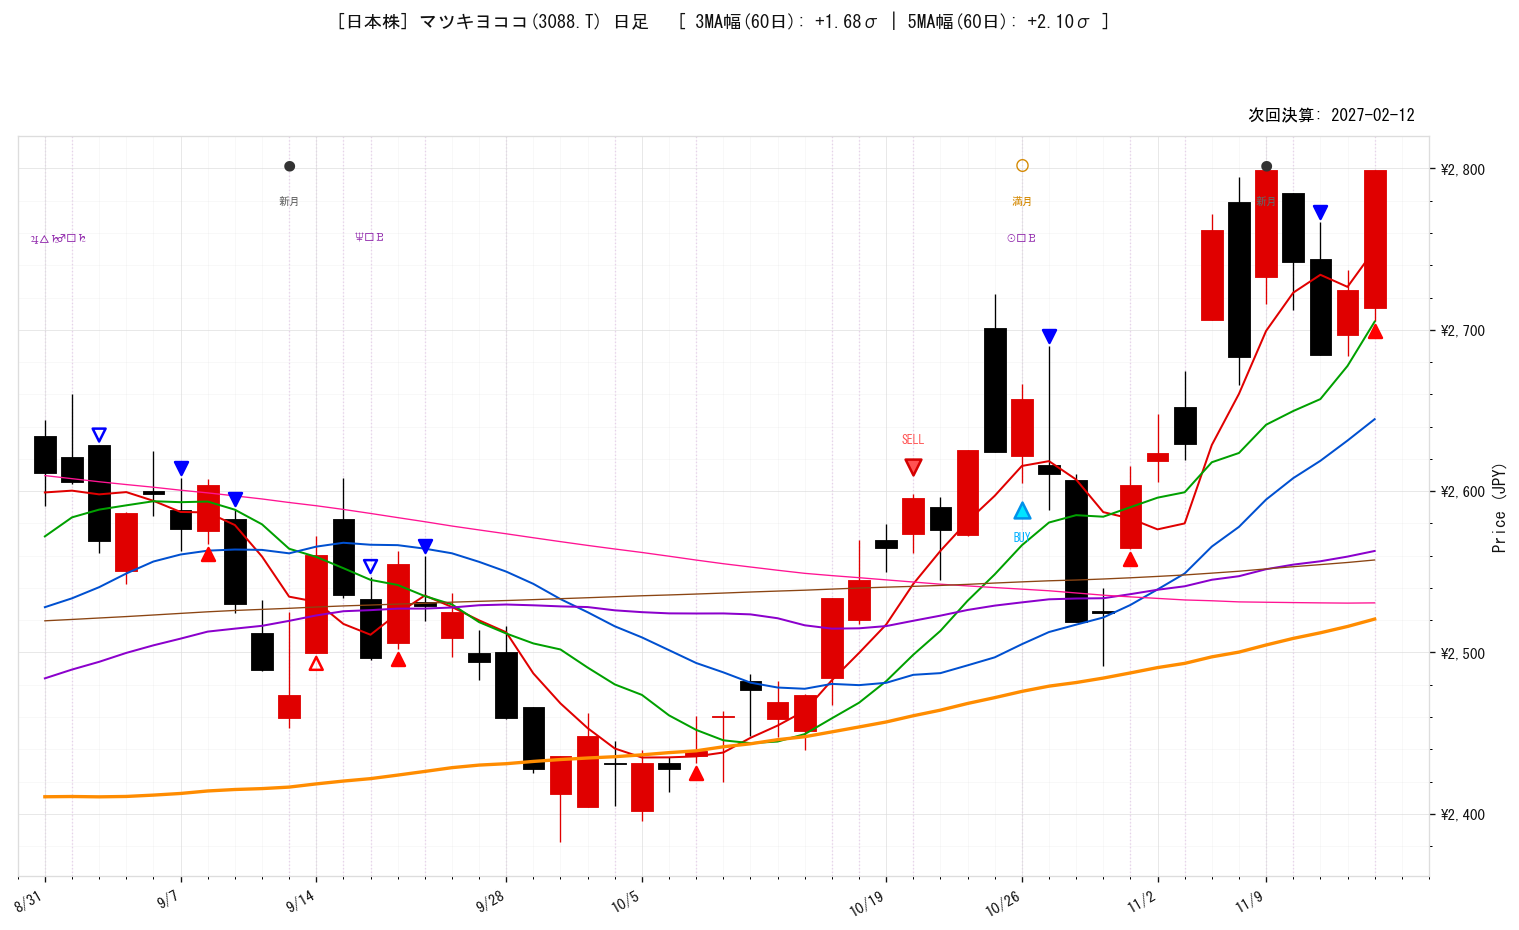 [日本株] マツキヨココ(3088.T) 日足 [ 3MA幅(60日): +1.68σ | 5MA幅(60日): +2.10σ ]
次回決算: 2027-02-12
新月
満月
新月
♃△♄♂□♄
♆□♇
☉□♇
SELL
BUY
¥2,800
¥2,700
¥2,600
¥2,500
¥2,400
Price (JPY)
8/31
9/7
9/14
9/28
10/5
10/19
10/26
11/2
11/9